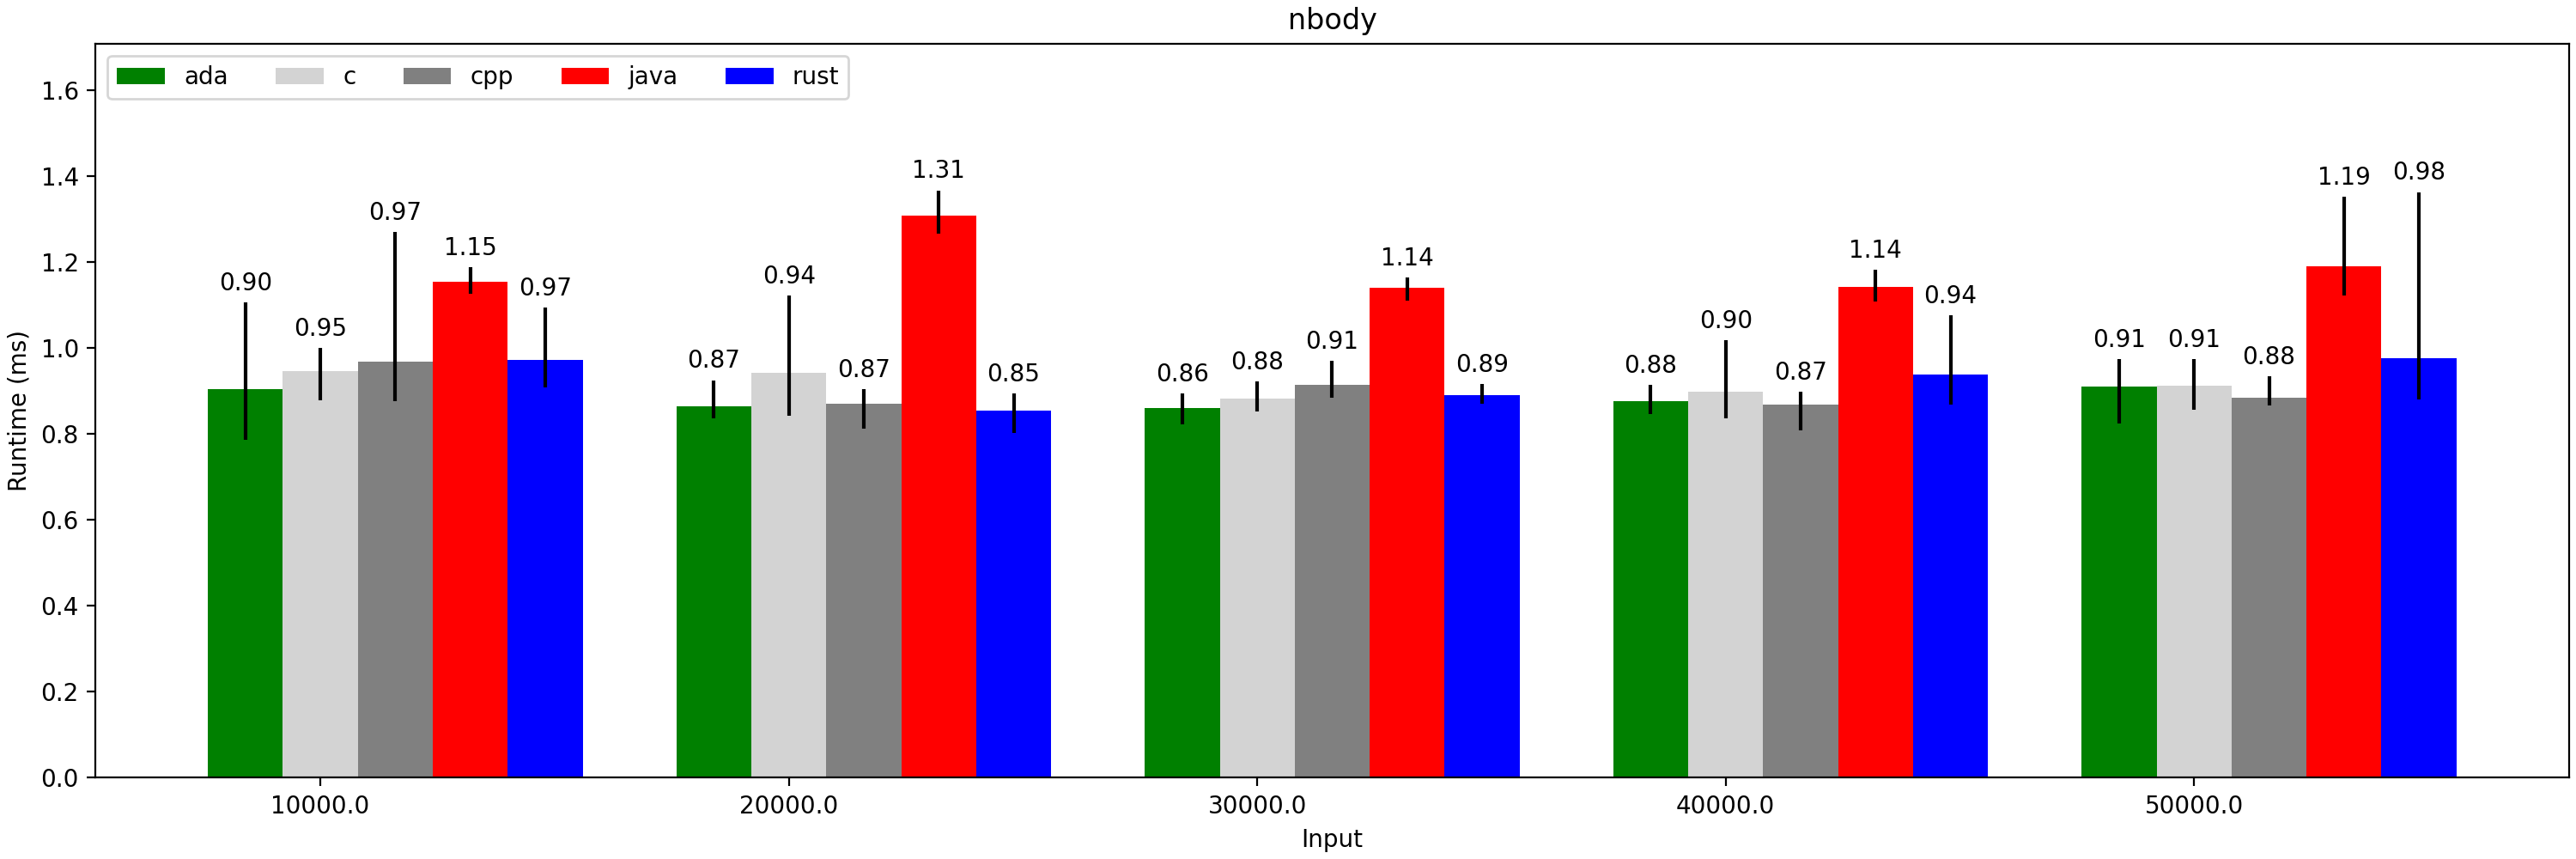 nbody
ada c cpp java rust
Runtime (ms)
1.6
1.4
1.2
1.0
0.8
0.6
0.4
0.2
0.0
0.90 0.95 0.97 1.15 0.97
0.87 0.94 0.87 1.31 0.85
0.86 0.88 0.91 1.14 0.89
0.88 0.90 0.87 1.14 0.94
0.91 0.91 0.88 1.19 0.98
10000.0 20000.0 30000.0 40000.0 50000.0
Input